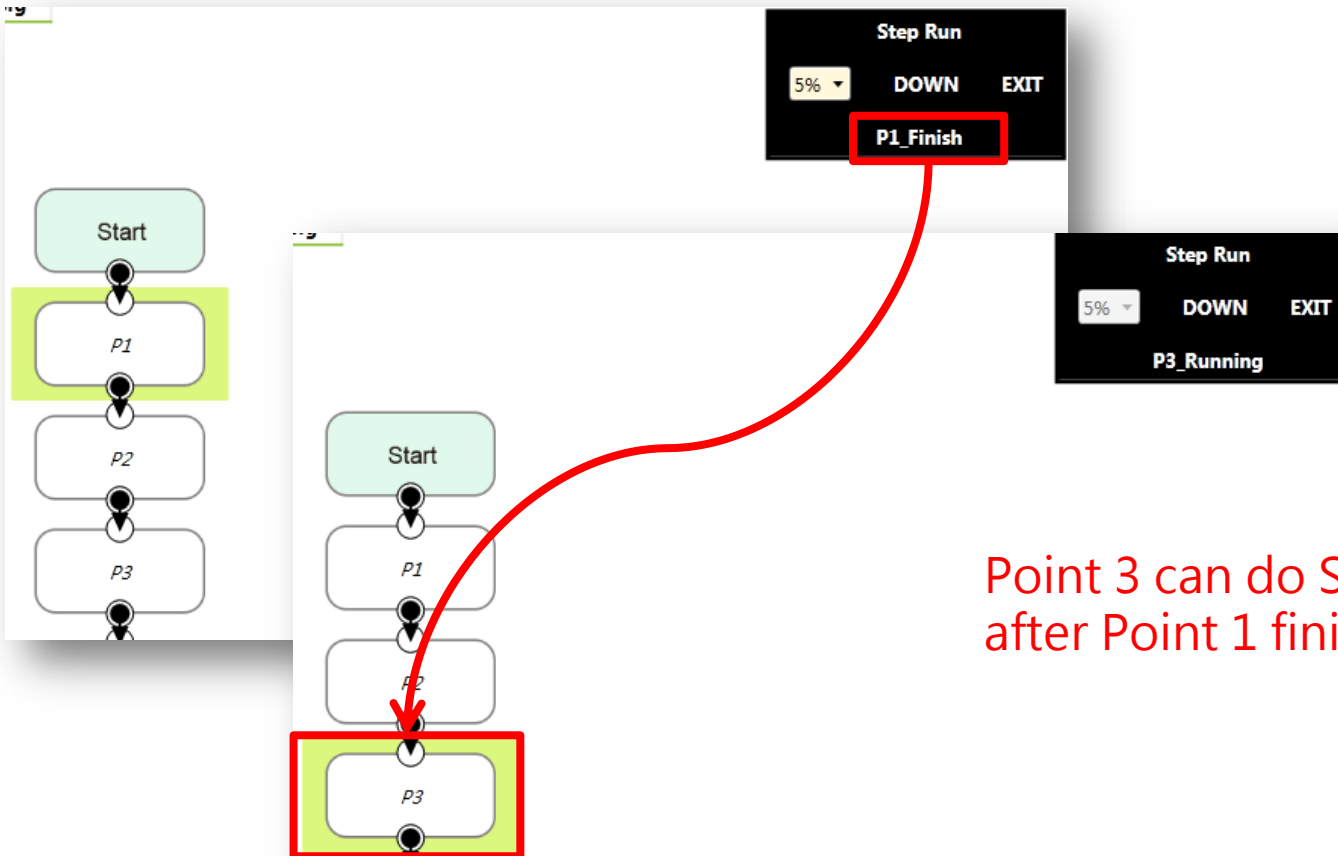 Step Run
5% DOWN EXIT
P1_Finish
Start
P1
P2
P3
Step Run
5% DOWN EXIT
P3_Running
Start
P1
P2
P3
Point 3 can do
after Point 1